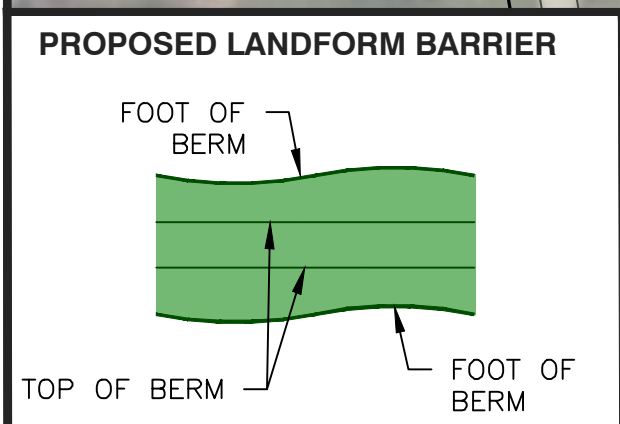 PROPOSED LANDFORM BARRIER
FOOT OF
BERM
TOP OF BERM
FOOT OF
BERM